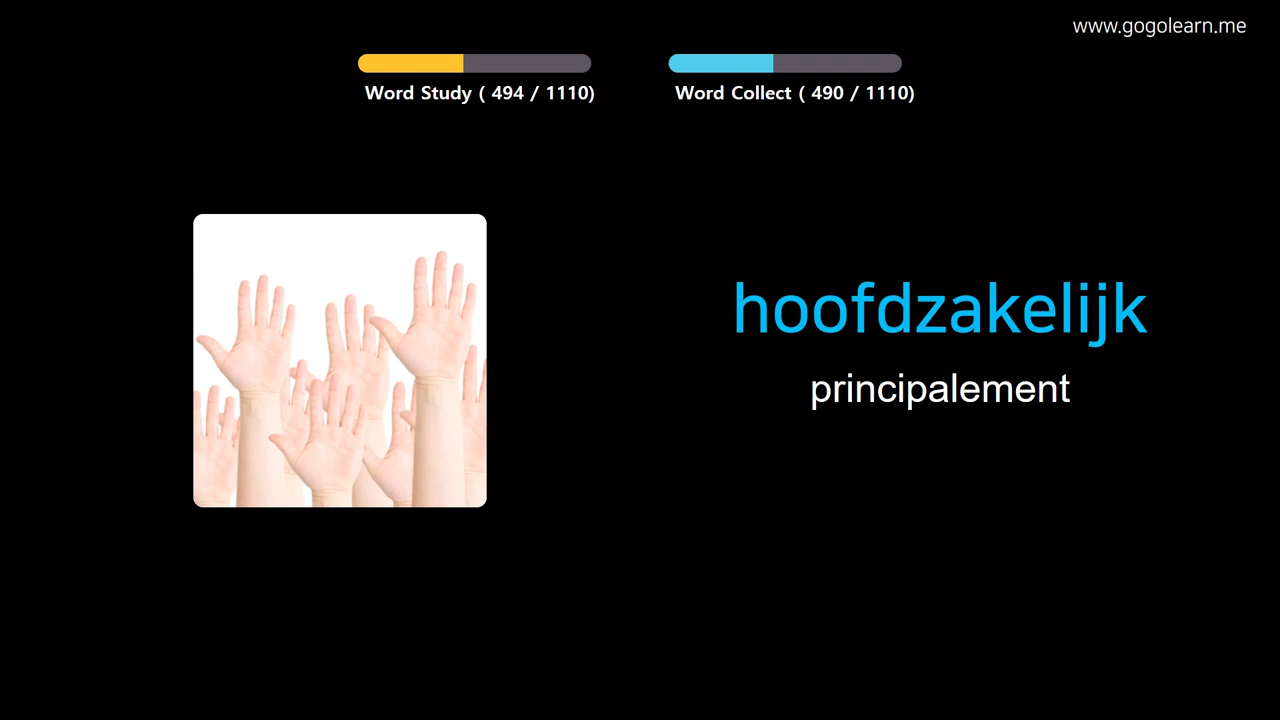 www.gogolearn.me
Word Study ( 494 / 1110)
Word Collect ( 490 / 1110)
hoofdzakelijk
principalement